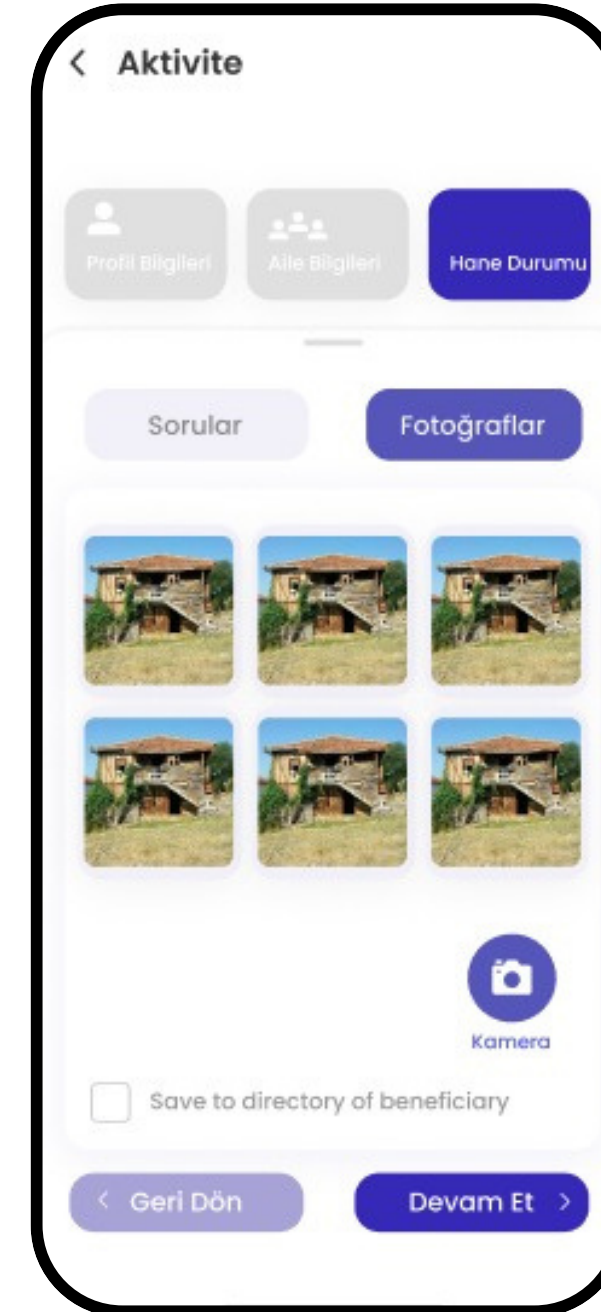 Aktivite
Profil Bilgileri
Aile Bilgileri
Hane Durumu
Sorular
Fotoğraflar
Kamera
Save to directory of beneficiary
Geri Dön
Devam Et